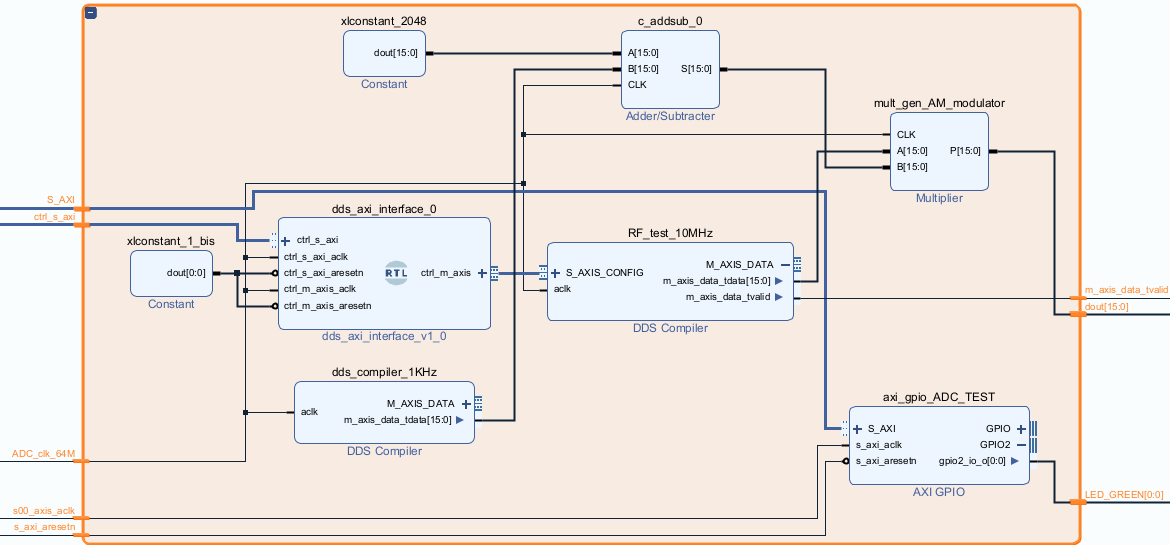 xlconstant_2048
dout[15:0]
Constant
c_addsub_0
A[15:0]
B[15:0]
CLK
S[15:0]
Adder/Subtracter
mult_gen_AM_modulator
CLK
A[15:0]
B[15:0]
P[15:0]
Multiplier
S_AXI
ctrl_s_axi
xlconstant_1_bis
dout[0:0]
Constant
dds_axi_interface_0
ctrl_s_axi
ctrl_s_axi_aclk
ctrl_s_axi_aresetn
ctrl_m_axis_aclk
ctrl_m_axis_aresetn
RTL
ctrl_m_axis
dds_axi_interface_v1_0
RF_test_10MHz
S_AXIS_CONFIG
aclk
M_AXIS_DATA
m_axis_data_tdata[15:0]
m_axis_data_tvalid
DDS Compiler
m_axis_data_tvalid
dout[15:0]
dds_compiler_1KHz
aclk
M_AXIS_DATA
m_axis_data_tdata[15:0]
DDS Compiler
axi_gpio_ADC_TEST
S_AXI
s_axi_aclk
s_axi_aresetn
GPIO
GPIO2
gpio2_io_o[0:0]
AXI GPIO
ADC_clk_64M
s00_axis_aclk
s_axi_aresetn
LED_GREEN[0:0]